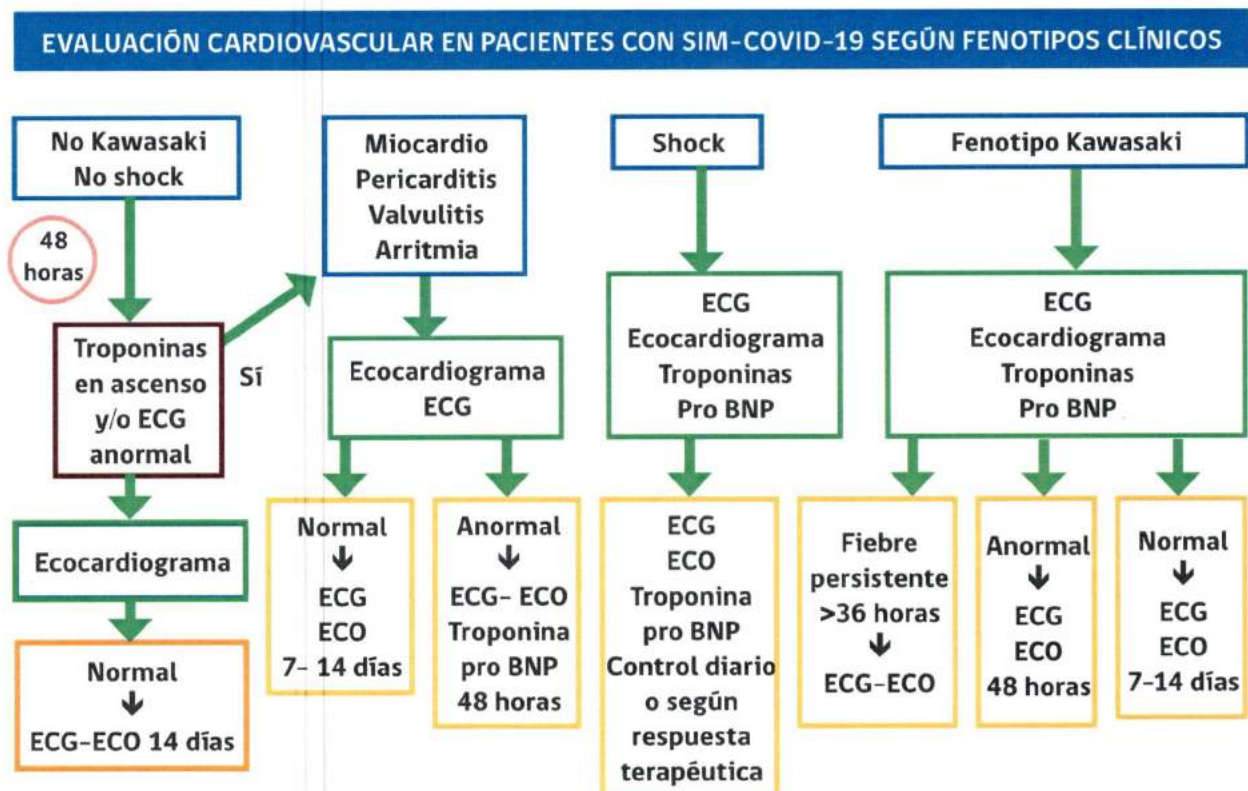 EVALUACIÓN CARDIOVASCULAR EN PACIENTES CON SIM-COVID-19 SEGÚN FENOTIPOS CLÍNICOS
No Kawasaki
No shock
48
horas
Troponinas
en ascenso
y/o ECG
anormal
Sí
Ecocardiograma
Normal
ECG-ECO 14 días
Miocardio
Pericarditis
Valvulitis
Arritmia
Ecocardiograma
ECG
Normal
ECG
ECO
7- 14 días
Anormal
ECG- ECO
Troponina
pro BNP
48 horas
Shock
ECG
Ecocardiograma
Troponinas
Pro BNP
ECG
ECO
Troponina
pro BNP
Control diario
o según
respuesta
terapéutica
Fenotipo Kawasaki
ECG
Ecocardiograma
Troponinas
Pro BNP
Fiebre
persistente
>36 horas
ECG-ECO
Anormal
ECG
ECO
48 horas
Normal
ECG
ECO
7-14 días